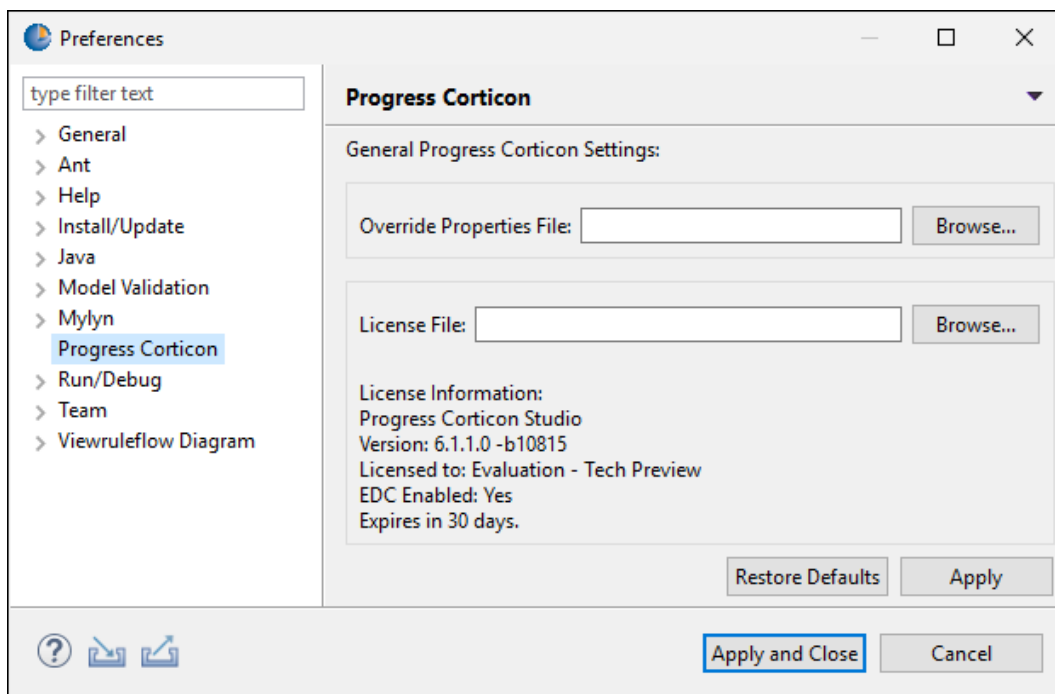 Preferences
type filter text
General
Ant
Help
Install/Update
Java
Model Validation
Mylyn
Progress Corticon
Run/Debug
Team
Viewruleflow Diagram
Progress Corticon
General Progress Corticon Settings:
Override Properties File:
Browse...
License File:
Browse...
License Information:
Progress Corticon Studio
Version: 6.1.1.0 -b10815
Licensed to: Evaluation - Tech Preview
EDC Enabled: Yes
Expires in 30 days.
Restore Defaults
Apply
?
Apply and Close
Cancel